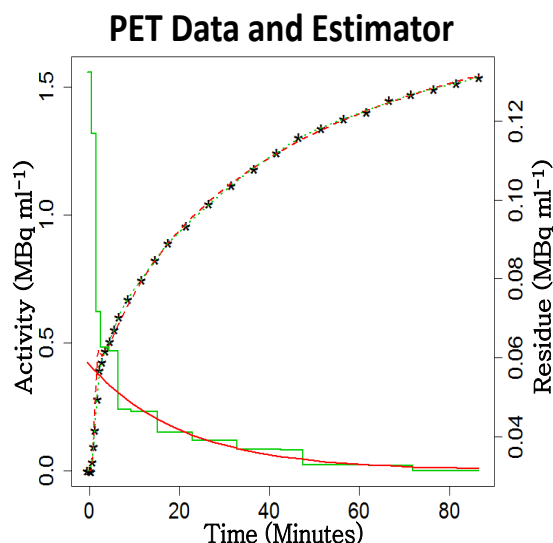 PET Data and Estimator
1.5
1.0
0.5
0.0
Activity (MBq ml⁻¹)
0.12
0.10
0.08
0.06
0.04
Residue (MBq ml⁻¹)
0 20 40 60 80
Time (Minutes)